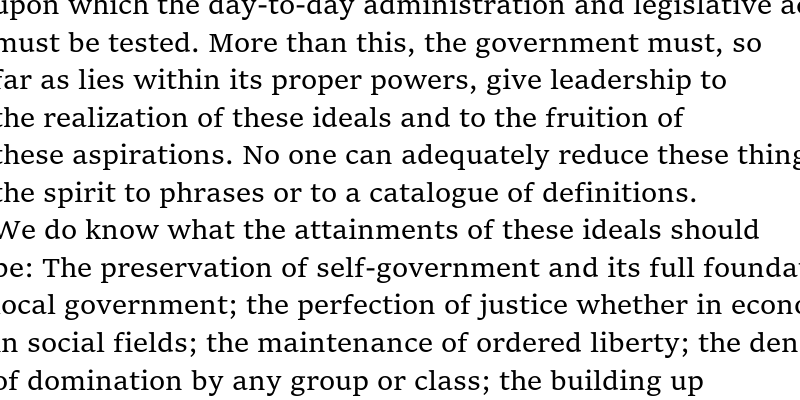 upon which the day-to-day administration and legislative a
must be tested. More than this, the government must, so
far as lies within its proper powers, give leadership to
the realization of these ideals and to the fruition of
these aspirations. No one can adequately reduce these thing
the spirit to phrases or to a catalogue of definitions.
We do know what the attainments of these ideals should
be: The preservation of self-government and its full founda
local government; the perfection of justice whether in econ
in social fields; the maintenance of ordered liberty; the den
of domination by any group or class; the building up